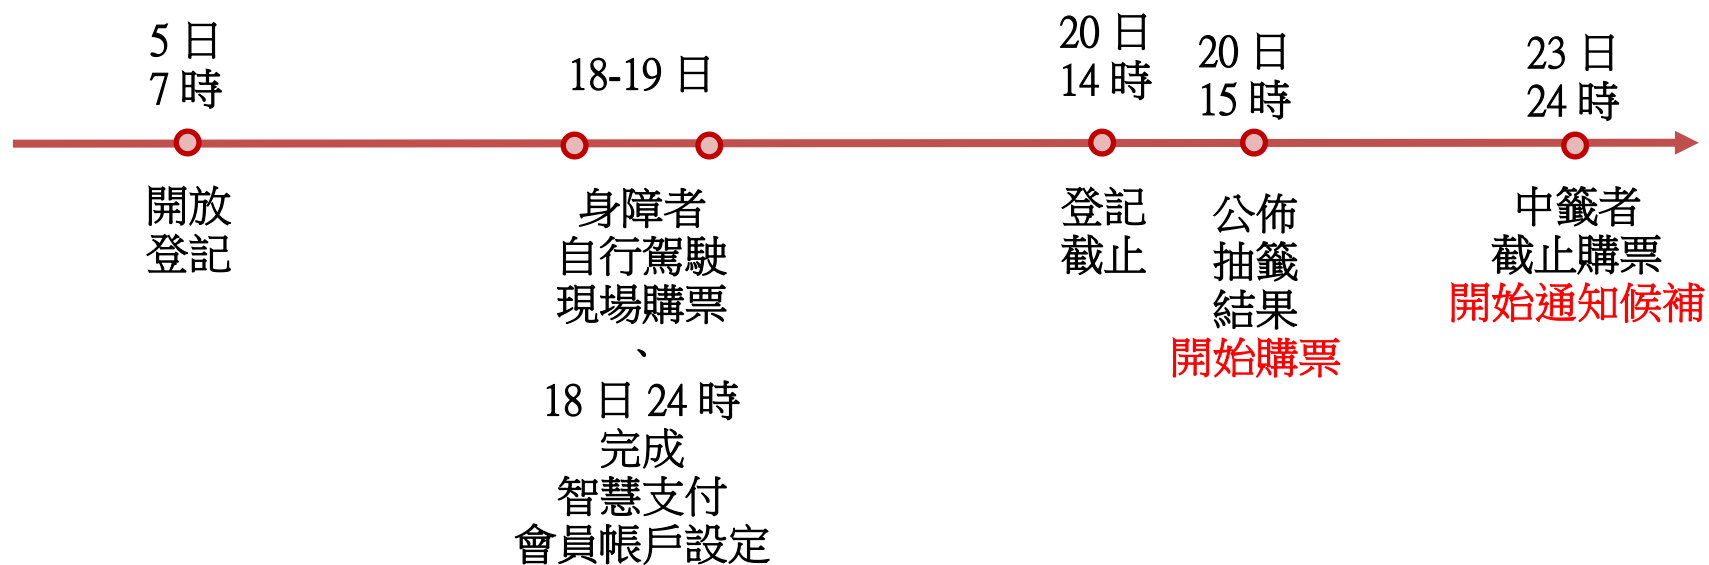 5 日
7 時
開放
登記
18-19 日
身障者
自行駕駛
現場購票
、
18 日 24 時
完成
智慧支付
會員帳戶設定
20 日
14 時
登記
截止
20 日
15 時
公佈
抽籤
結果
開始購票
23 日
24 時
中籤者
截止購票
開始通知候補